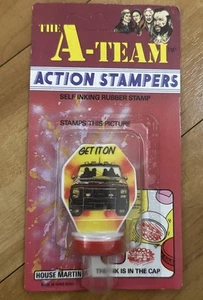 THE
A-TEAM
ACTION STAMPERS
SELF INKING RUBBER STAMP
STAMPS THIS PICTURE
GET IT ON
HOUSE MARTIN
THE INK IS IN THE CAP